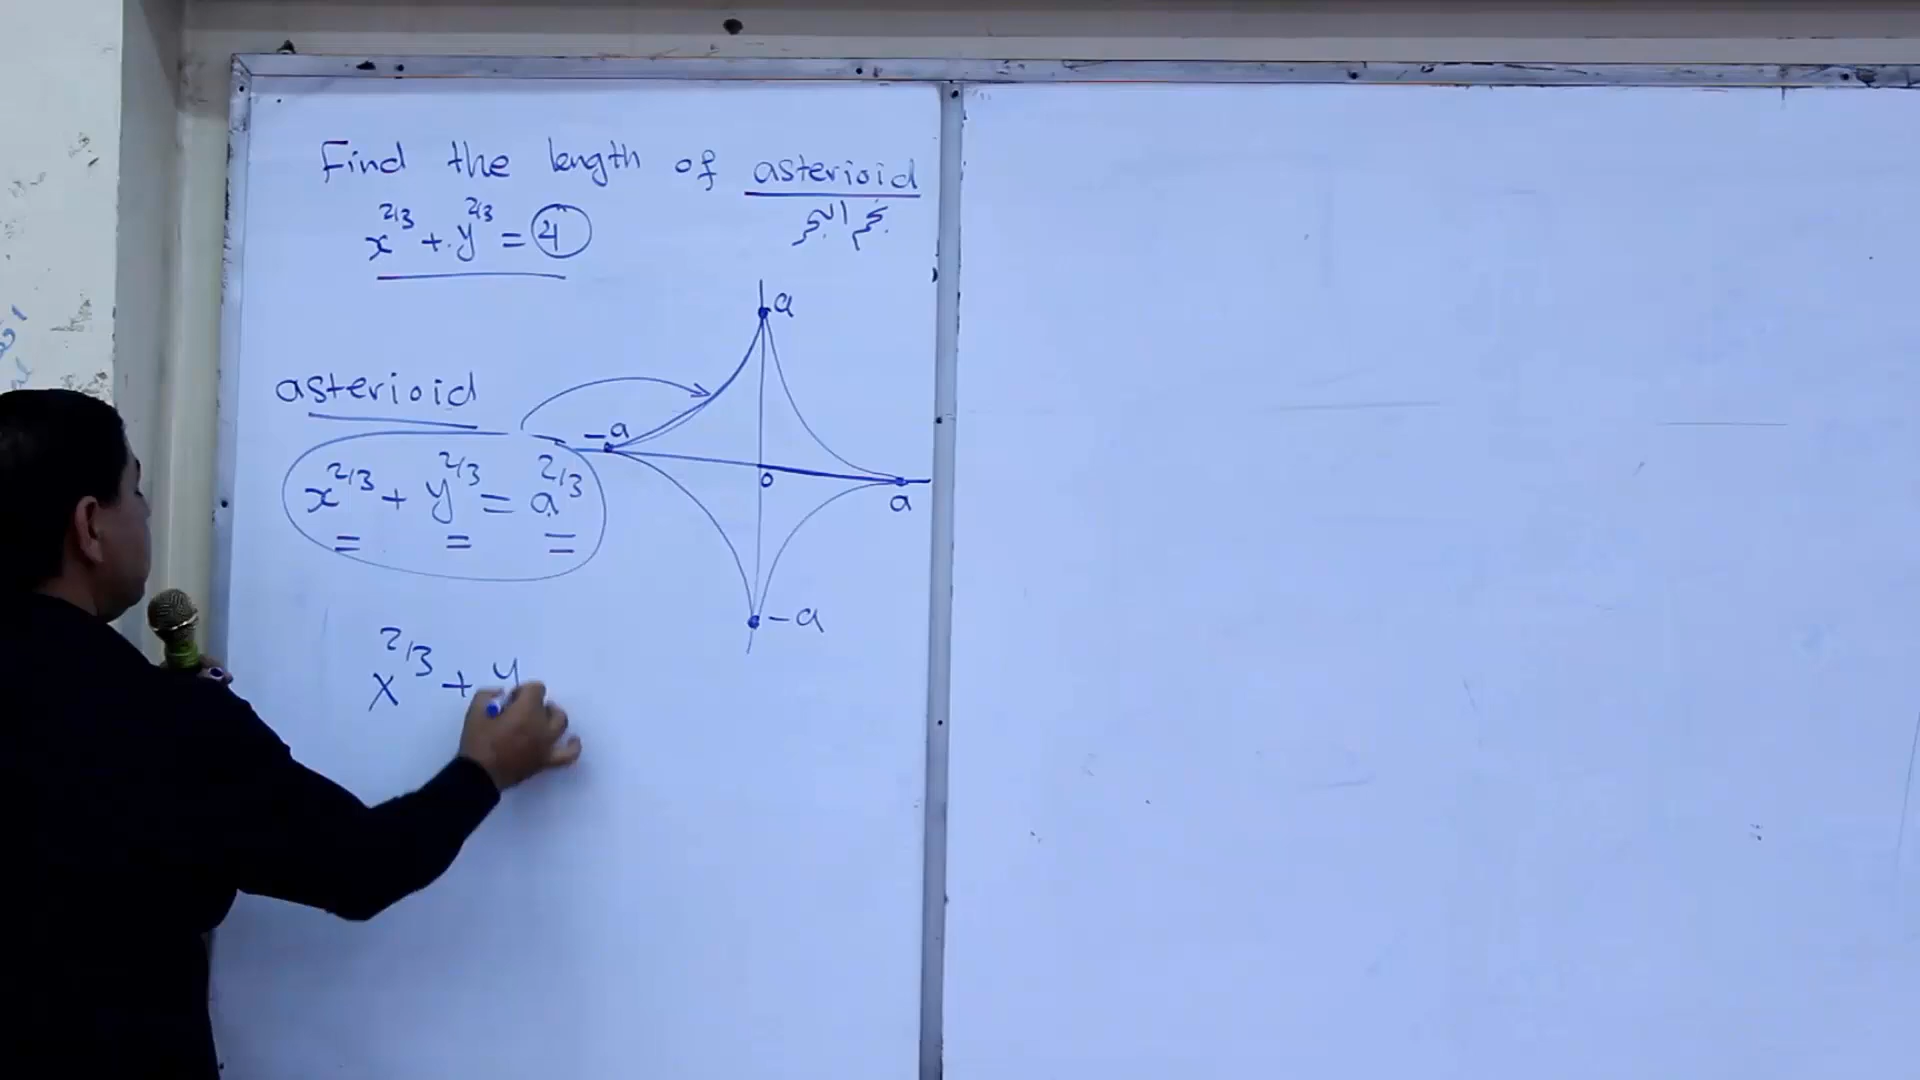 Find the length of asterioid
x^2/3 + y^2/3 = 4
نجم البحر
a
asterioid
-a
x^2/3 + y^2/3 = a^2/3
o
a
-a
x^2/3 + y